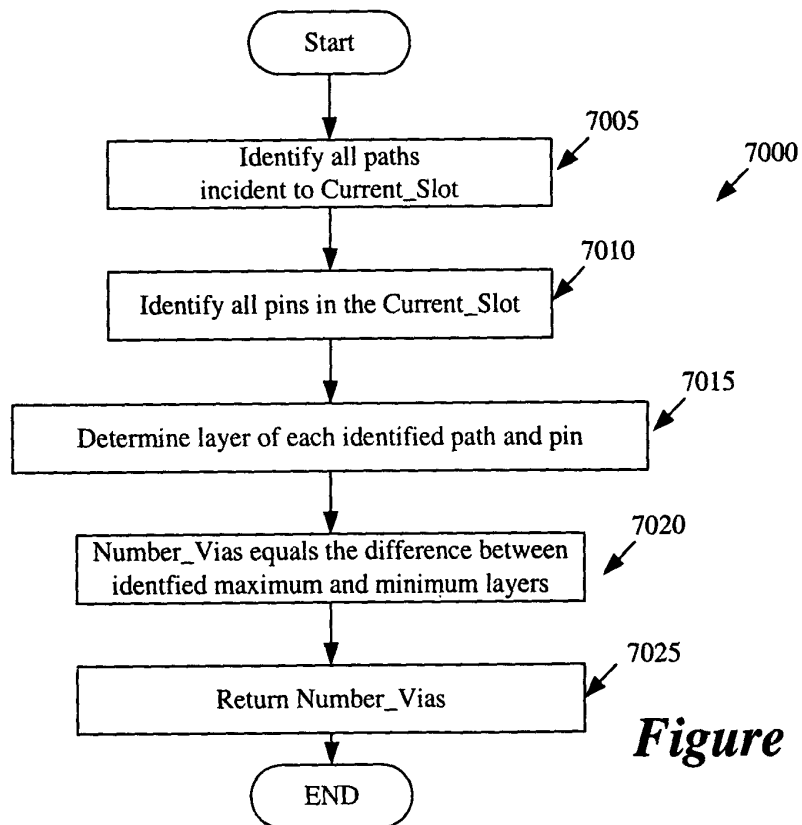 Start
7005
Identify all paths
incident to Current_Slot
7000
7010
Identify all pins in the Current_Slot
7015
Determine layer of each identified path and pin
7020
Number_Vias equals the difference between
identfied maximum and minimum layers
7025
Return Number_Vias
Figure
END